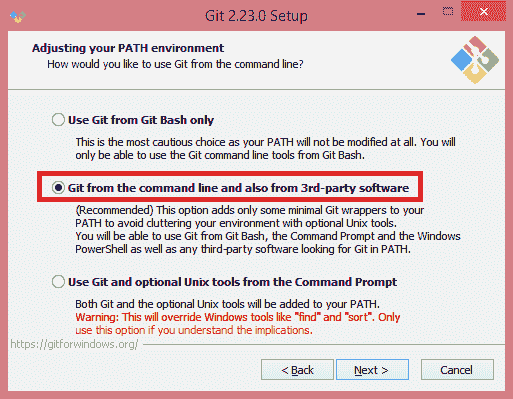 Git 2.23.0 Setup
Adjusting your PATH environment
How would you like to use Git from the command line?
Use Git from Git Bash only
This is the most cautious choice as your PATH will not be modified at all. You will
only be able to use the Git command line tools from Git Bash.
Git from the command line and also from 3rd-party software
(Recommended) This option adds only some minimal Git wrappers to your
PATH to avoid cluttering your environment with optional Unix tools.
You will be able to use Git from Git Bash, the Command Prompt and the Windows
PowerShell as well as any third-party software looking for Git in PATH.
Use Git and optional Unix tools from the Command Prompt
Both Git and the optional Unix tools will be added to your PATH.
Warning: This will override Windows tools like "find" and "sort". Only
use this option if you understand the implications.
https://gitforwindows.org/
< Back Next > Cancel